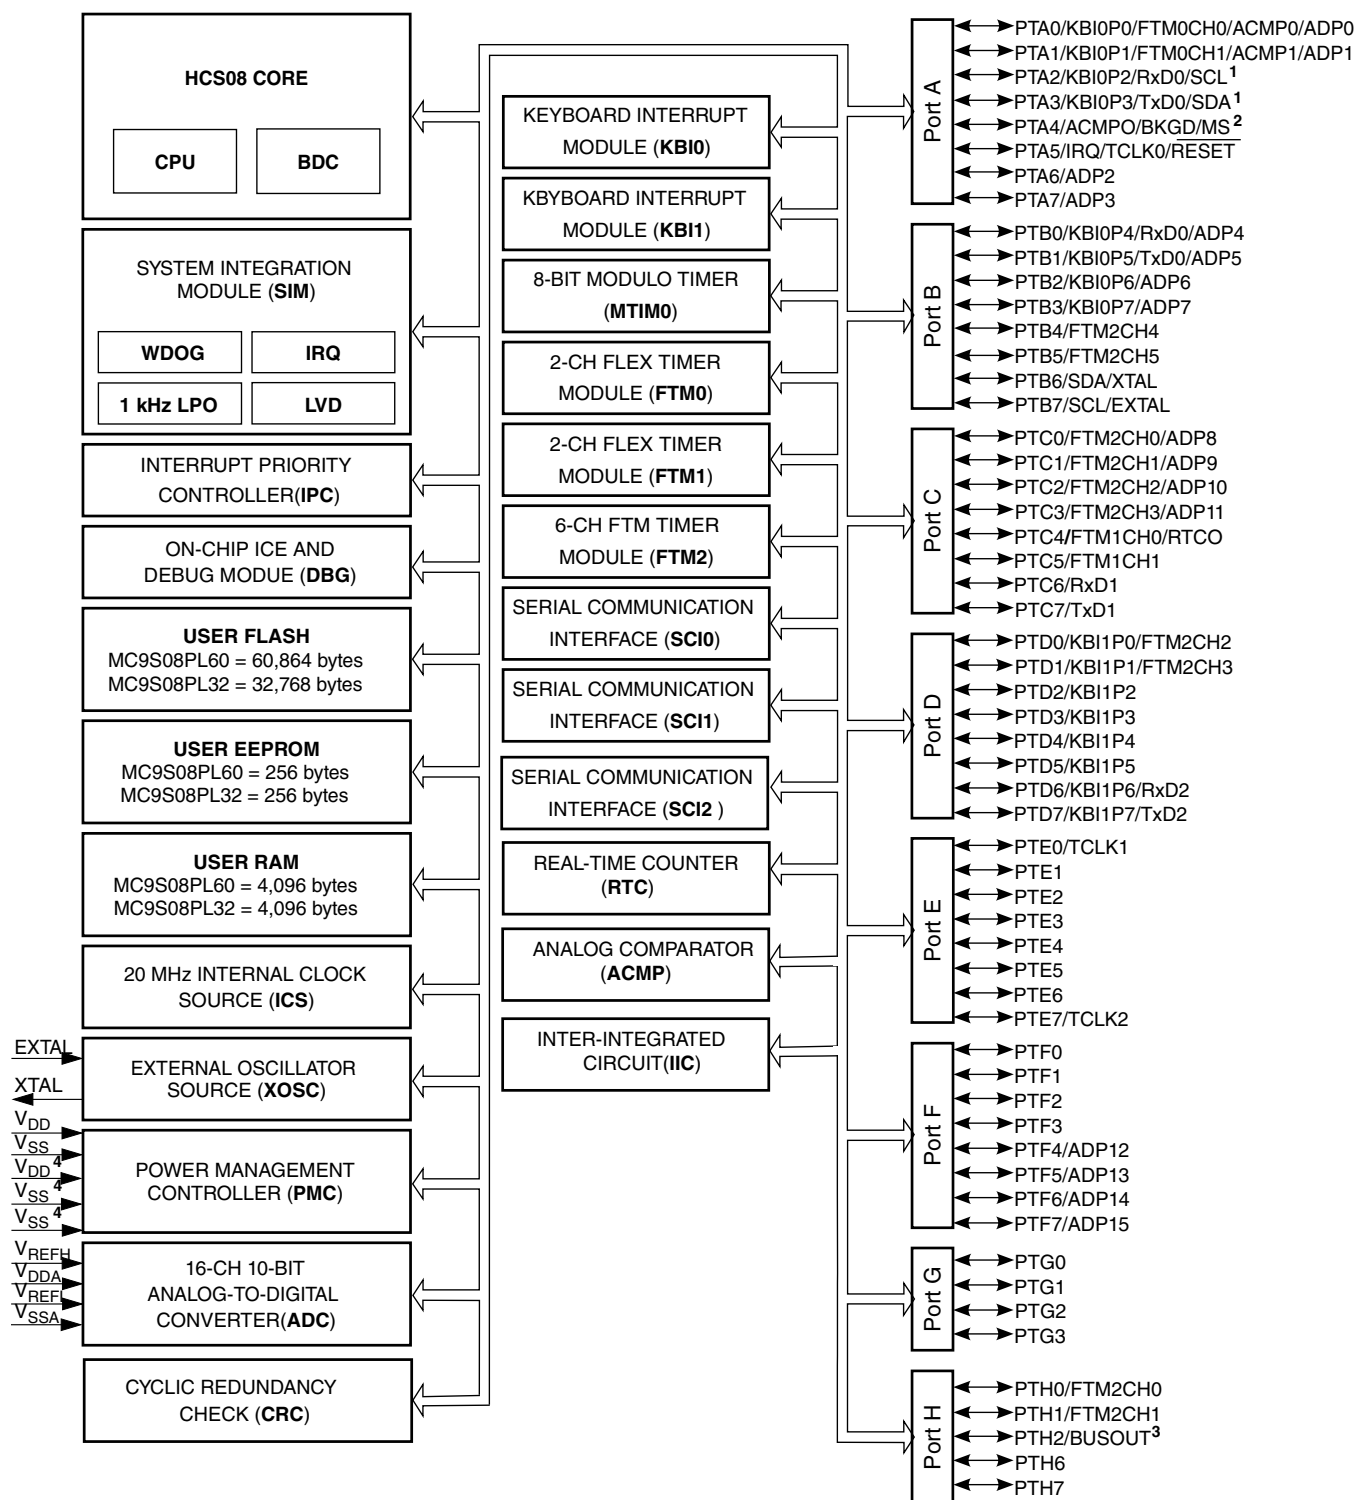 HCS08 CORE
CPU
BDC
SYSTEM INTEGRATION
MODULE (SIM)
WDOG
IRQ
1 kHz LPO
LVD
INTERRUPT PRIORITY
CONTROLLER(IPC)
ON-CHIP ICE AND
DEBUG MODUE (DBG)
USER FLASH
MC9S08PL60 = 60,864 bytes
MC9S08PL32 = 32,768 bytes
USER EEPROM
MC9S08PL60 = 256 bytes
MC9S08PL32 = 256 bytes
USER RAM
MC9S08PL60 = 4,096 bytes
MC9S08PL32 = 4,096 bytes
20 MHz INTERNAL CLOCK
SOURCE (ICS)
EXTAL
XTAL
EXTERNAL OSCILLATOR
SOURCE (XOSC)
VDD
VSS
VDD 4
VSS 4
VSS 4
POWER MANAGEMENT
CONTROLLER (PMC)
VREFH
VDDA
VREFL
VSSA
16-CH 10-BIT
ANALOG-TO-DIGITAL
CONVERTER(ADC)
CYCLIC REDUNDANCY
CHECK (CRC)
KEYBOARD INTERRUPT
MODULE (KBI0)
KBYBOARD INTERRUPT
MODULE (KBI1)
8-BIT MODULO TIMER
(MTIM0)
2-CH FLEX TIMER
MODULE (FTM0)
2-CH FLEX TIMER
MODULE (FTM1)
6-CH FTM TIMER
MODULE (FTM2)
SERIAL COMMUNICATION
INTERFACE (SCI0)
SERIAL COMMUNICATION
INTERFACE (SCI1)
SERIAL COMMUNICATION
INTERFACE (SCI2 )
REAL-TIME COUNTER
(RTC)
ANALOG COMPARATOR
(ACMP)
INTER-INTEGRATED
CIRCUIT(IIC)
Port A
PTA0/KBI0P0/FTM0CH0/ACMP0/ADP0
PTA1/KBI0P1/FTM0CH1/ACMP1/ADP1
PTA2/KBI0P2/RxD0/SCL1
PTA3/KBI0P3/TxD0/SDA1
PTA4/ACMPO/BKGD/MS2
PTA5/IRQ/TCLK0/RESET
PTA6/ADP2
PTA7/ADP3
Port B
PTB0/KBI0P4/RxD0/ADP4
PTB1/KBI0P5/TxD0/ADP5
PTB2/KBI0P6/ADP6
PTB3/KBI0P7/ADP7
PTB4/FTM2CH4
PTB5/FTM2CH5
PTB6/SDA/XTAL
PTB7/SCL/EXTAL
Port C
PTC0/FTM2CH0/ADP8
PTC1/FTM2CH1/ADP9
PTC2/FTM2CH2/ADP10
PTC3/FTM2CH3/ADP11
PTC4/FTM1CH0/RTCO
PTC5/FTM1CH1
PTC6/RxD1
PTC7/TxD1
Port D
PTD0/KBI1P0/FTM2CH2
PTD1/KBI1P1/FTM2CH3
PTD2/KBI1P2
PTD3/KBI1P3
PTD4/KBI1P4
PTD5/KBI1P5
PTD6/KBI1P6/RxD2
PTD7/KBI1P7/TxD2
Port E
PTE0/TCLK1
PTE1
PTE2
PTE3
PTE4
PTE5
PTE6
PTE7/TCLK2
Port F
PTF0
PTF1
PTF2
PTF3
PTF4/ADP12
PTF5/ADP13
PTF6/ADP14
PTF7/ADP15
Port G
PTG0
PTG1
PTG2
PTG3
Port H
PTH0/FTM2CH0
PTH1/FTM2CH1
PTH2/BUSOUT3
PTH6
PTH7